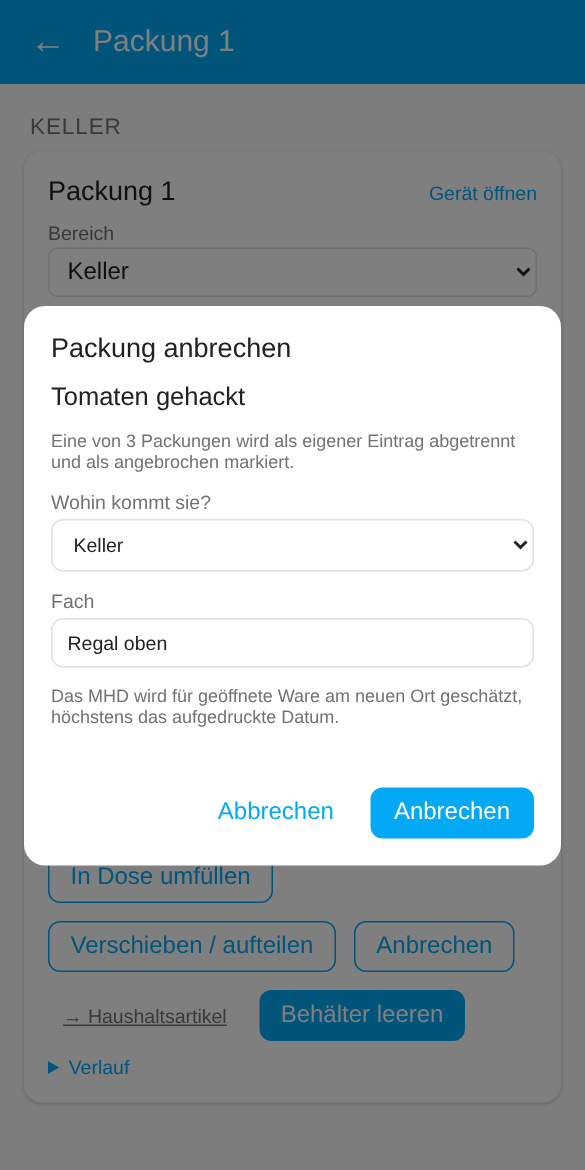 ← Packung 1
KELLER
Packung 1
Gerät öffnen
Bereich
Keller
Packung anbrechen
Tomaten gehackt
Eine von 3 Packungen wird als eigener Eintrag abgetrennt
und als angebrochen markiert.
Wohin kommt sie?
Keller
Fach
Regal oben
Das MHD wird für geöffnete Ware am neuen Ort geschätzt,
höchstens das aufgedruckte Datum.
Abbrechen
Anbrechen
In Dose umfüllen
Verschieben / aufteilen
Anbrechen
→ Haushaltsartikel
Behälter leeren
Verlauf